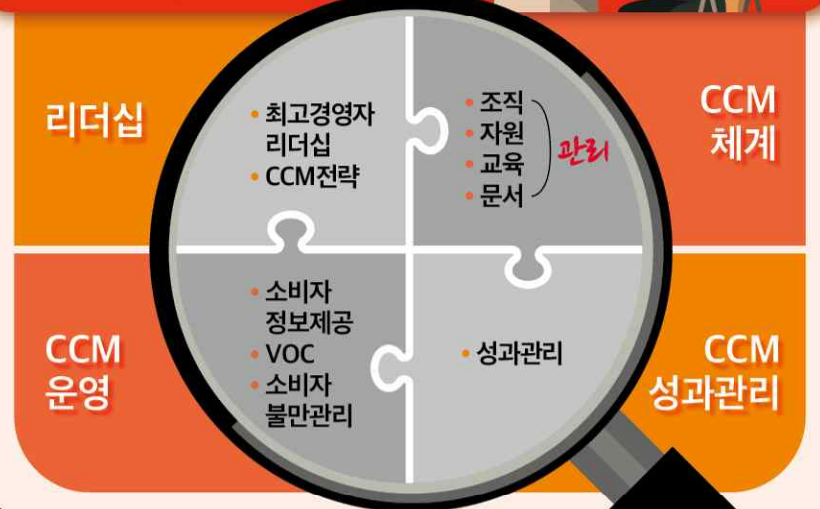 리더십
• 최고경영자
리더십
• CCM전략
• 조직
• 자원
• 교육
• 문서
관리
CCM
체계
CCM
운영
• 소비자
정보제공
• VOC
• 소비자
불만관리
• 성과관리
CCM
성과관리